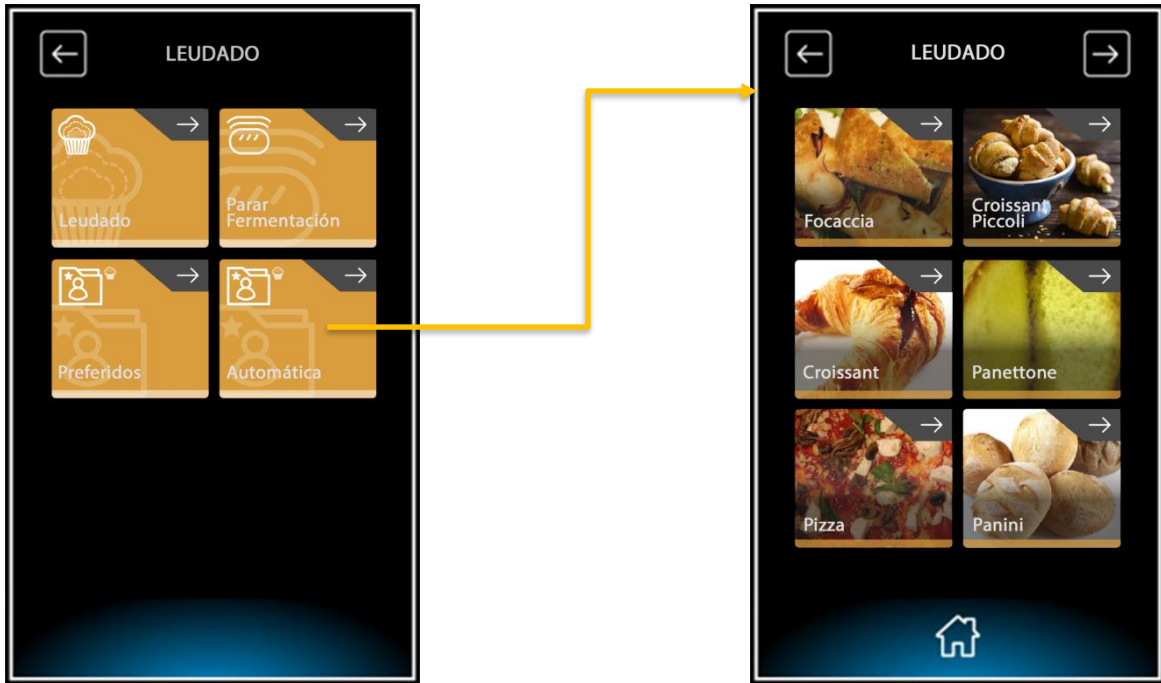 LEUDADO
Leudado
Parar
Fermentación
Preferidos
Automática
LEUDADO
Focaccia
Croissant
Piccoli
Croissant
Panettone
Pizza
Panini